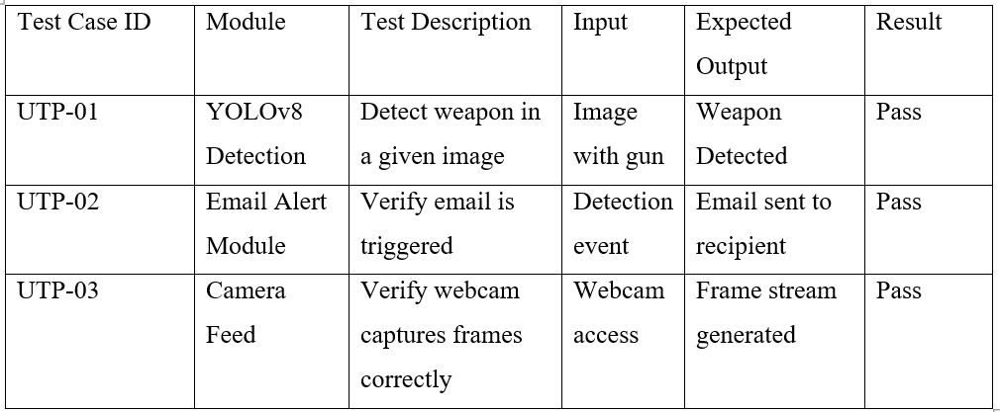 Test Case ID Module Test Description Input Expected Output Result
UTP-01 YOLOv8 Detection Detect weapon in a given image Image with gun Weapon Detected Pass
UTP-02 Email Alert Module Verify email is triggered Detection event Email sent to recipient Pass
UTP-03 Camera Feed Verify webcam captures frames correctly Webcam access Frame stream generated Pass